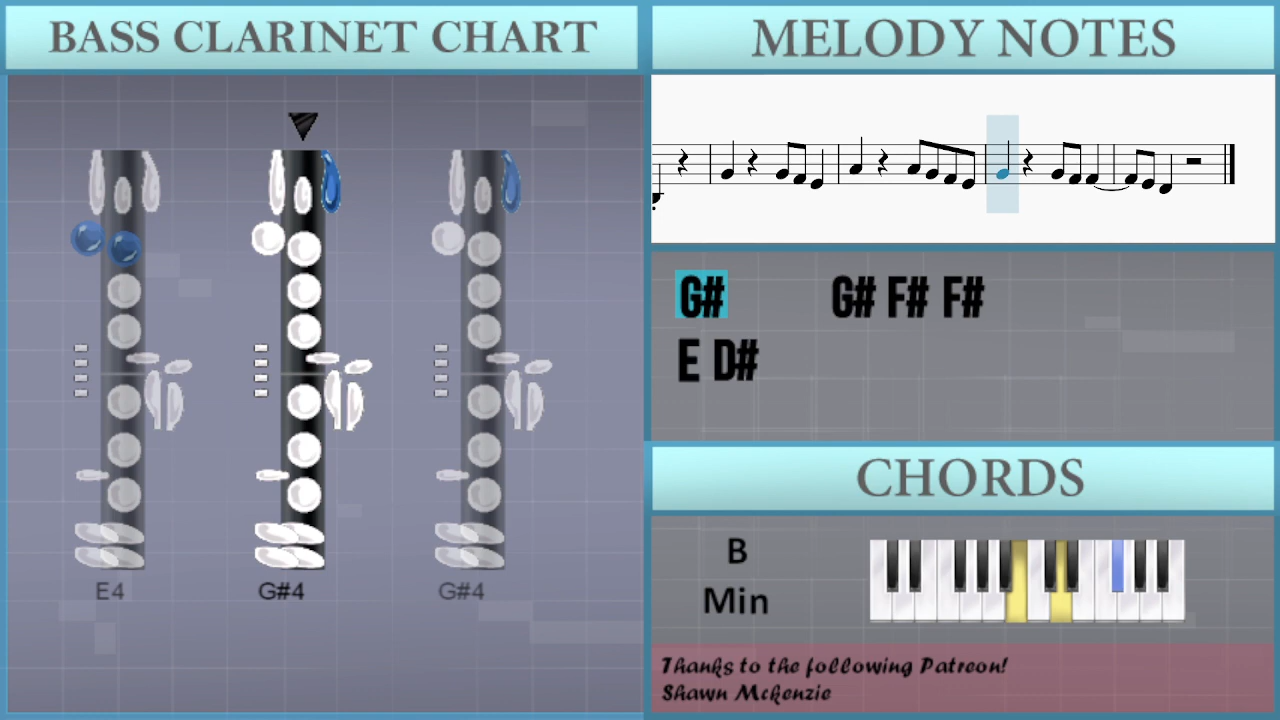 BASS CLARINET CHART
E4
G#4
G#4
MELODY NOTES
G# G# F# F#
E D#
CHORDS
B
Min
Thanks to the following Patreon!
Shawn Mckenzie